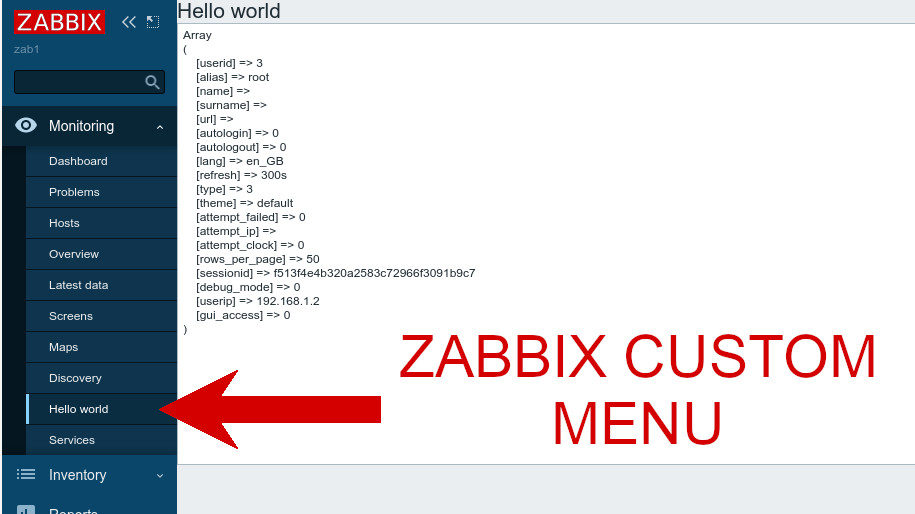 ZABBIX
zab1
Monitoring
Dashboard
Problems
Hosts
Overview
Latest data
Screens
Maps
Discovery
Hello world
Services
Inventory
Reports
Hello world
Array
(
[userid] => 3
[alias] => root
[name] =>
[surname] =>
[url] =>
[autologin] => 0
[autologout] => 0
[lang] => en_GB
[refresh] => 300s
[type] => 3
[theme] => default
[attempt_failed] => 0
[attempt_ip] =>
[attempt_clock] => 0
[rows_per_page] => 50
[sessionid] => f513f4e4b320a2583c72966f3091b9c7
[debug_mode] => 0
[userip] => 192.168.1.2
[gui_access] => 0
)
ZABBIX CUSTOM
MENU